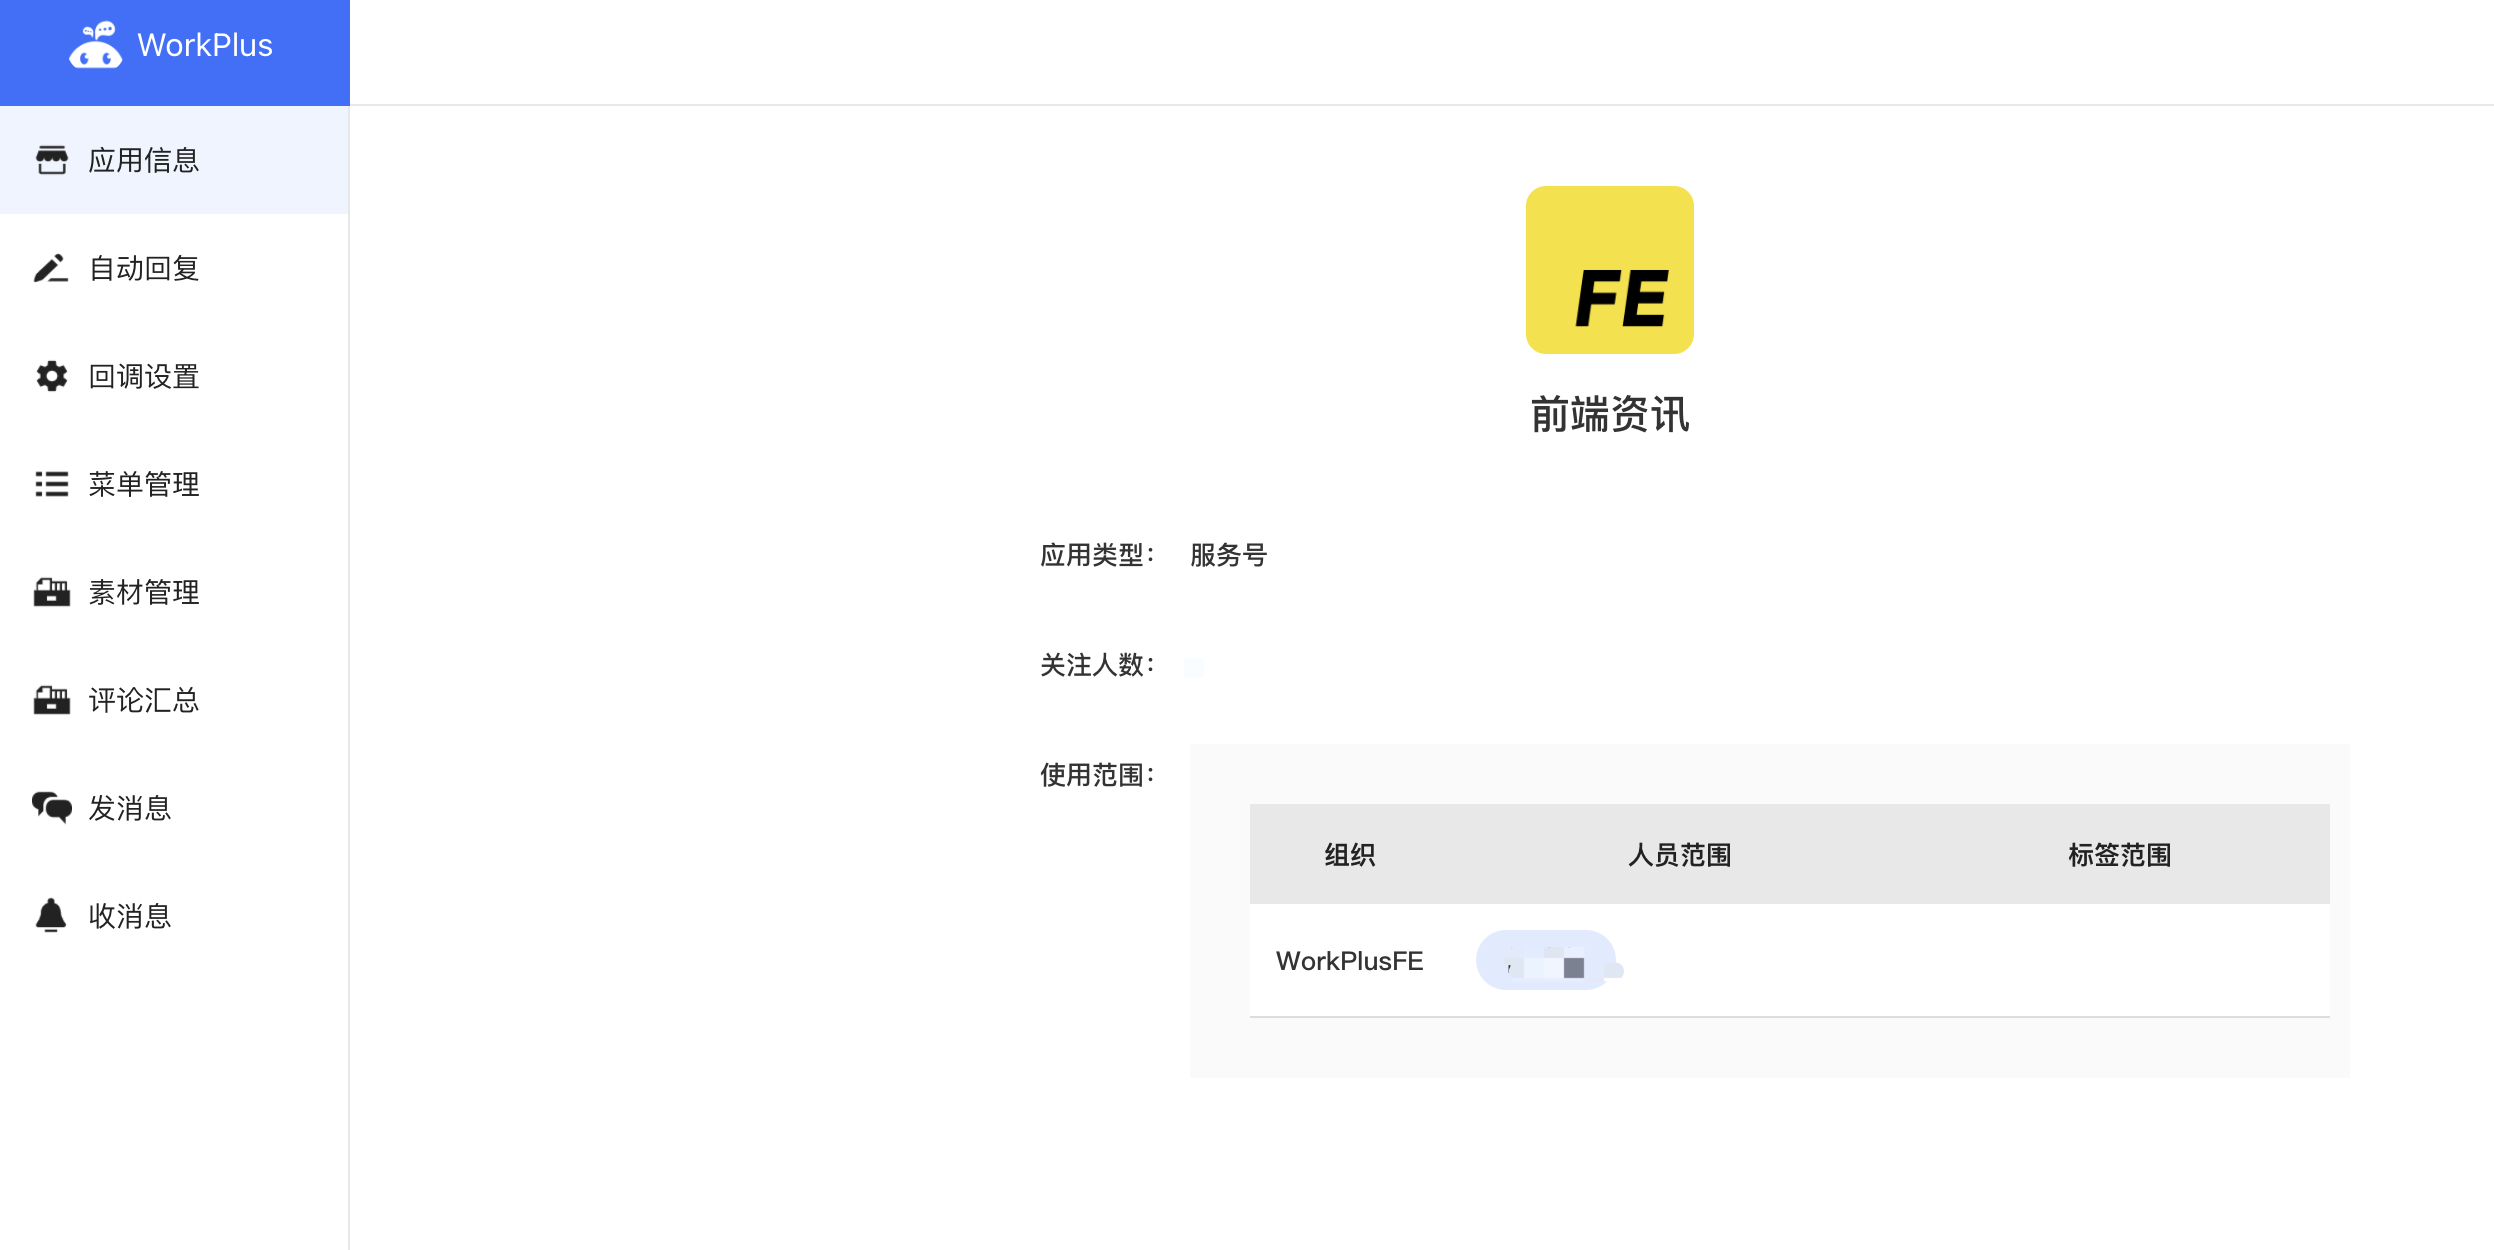 WorkPlus
应用信息
自动回复
回调设置
菜单管理
素材管理
评论汇总
发消息
收消息
FE
前端资讯
应用类型： 服务号
关注人数：
使用范围：
组织 人员范围 标签范围
WorkPlusFE